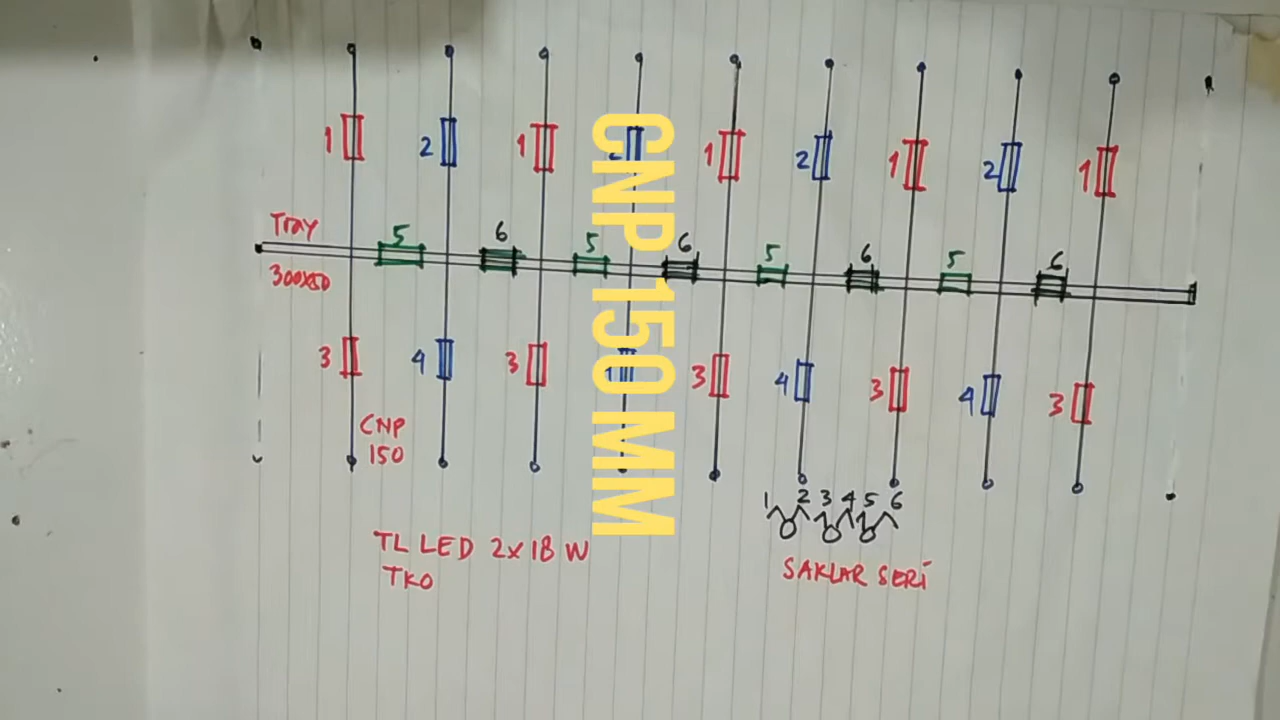 1 2 1 1 2 1 2 1
Tray
5 6 5 6 5 6 5 6
300x50
3 4 3 3 4 3 4 3
CNP
150
CNP 150 MM
1 2 3 4 5 6
TL LED 2x18 W
TKO
SAKLAR SERI